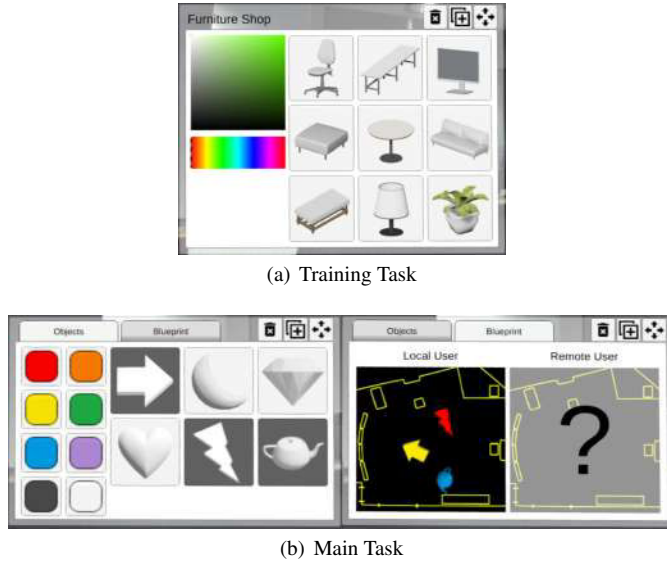 Furniture Shop
(a) Training Task
Objects
Blueprint
Objects
Blueprint
Local User
Remote User
?
(b) Main Task